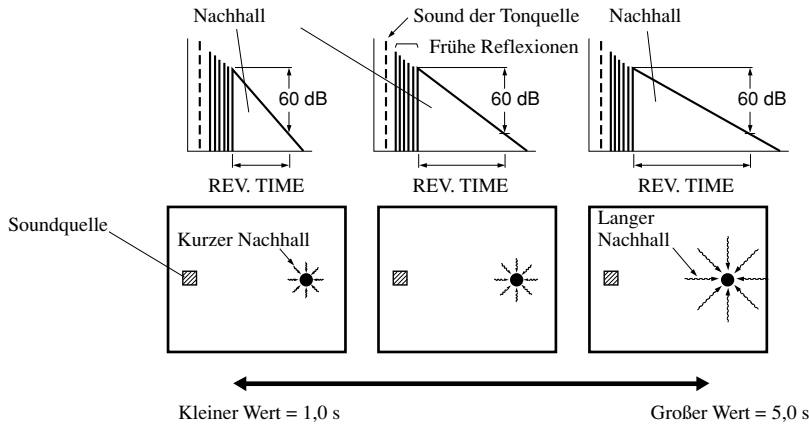 Nachhall
Sound der Tonquelle
Nachhall
Frühe Reflexionen
60 dB
60 dB
60 dB
REV. TIME
REV. TIME
REV. TIME
Soundquelle
Kurzer Nachhall
Langer
Nachhall
Kleiner Wert = 1,0 s
Großer Wert = 5,0 s